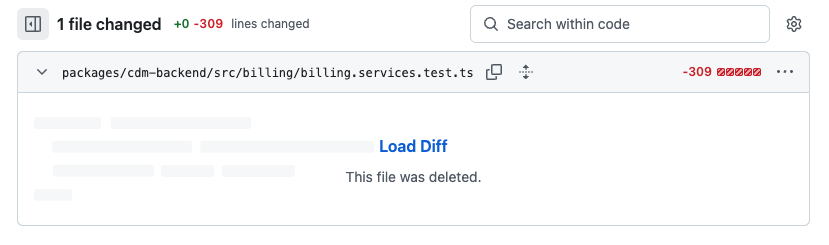 1 file changed +0 -309 lines changed Search within code
packages/cdm-backend/src/billing/billing.services.test.ts -309
Load Diff
This file was deleted.